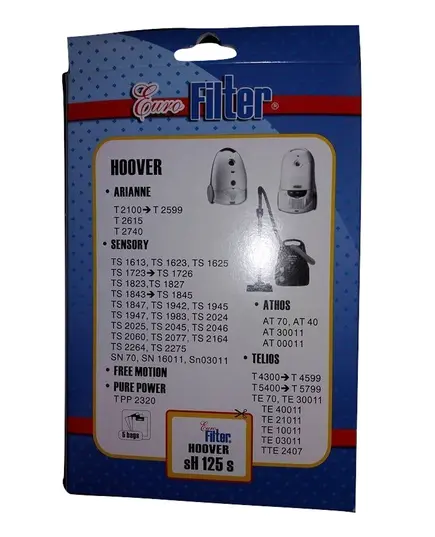 Euro Filter®
HOOVER
• ARIANNE
T 2100➔T 2599
T 2615
T 2740
• SENSORY
TS 1613, TS 1623, TS 1625
TS 1723➔TS 1726
TS 1823,TS 1827
TS 1843➔TS 1845
TS 1847, TS 1942, TS 1945
TS 1947, TS 1983, TS 2024
TS 2025, TS 2045, TS 2046
TS 2060, TS 2077, TS 2164
TS 2264, TS 2275
SN 70, SN 16011, Sn03011
• FREE MOTION
• PURE POWER
TPP 2320
5 bags
• ATHOS
AT 70, AT 40
AT 30011
AT 00011
• TELIOS
T4300➔T 4599
T5400➔T 5799
TE 70, TE 30011
TE 40011
TE 21011
TE 10011
TE 03011
TTE 2407
Euro
Filter®
HOOVER
sH 125 s